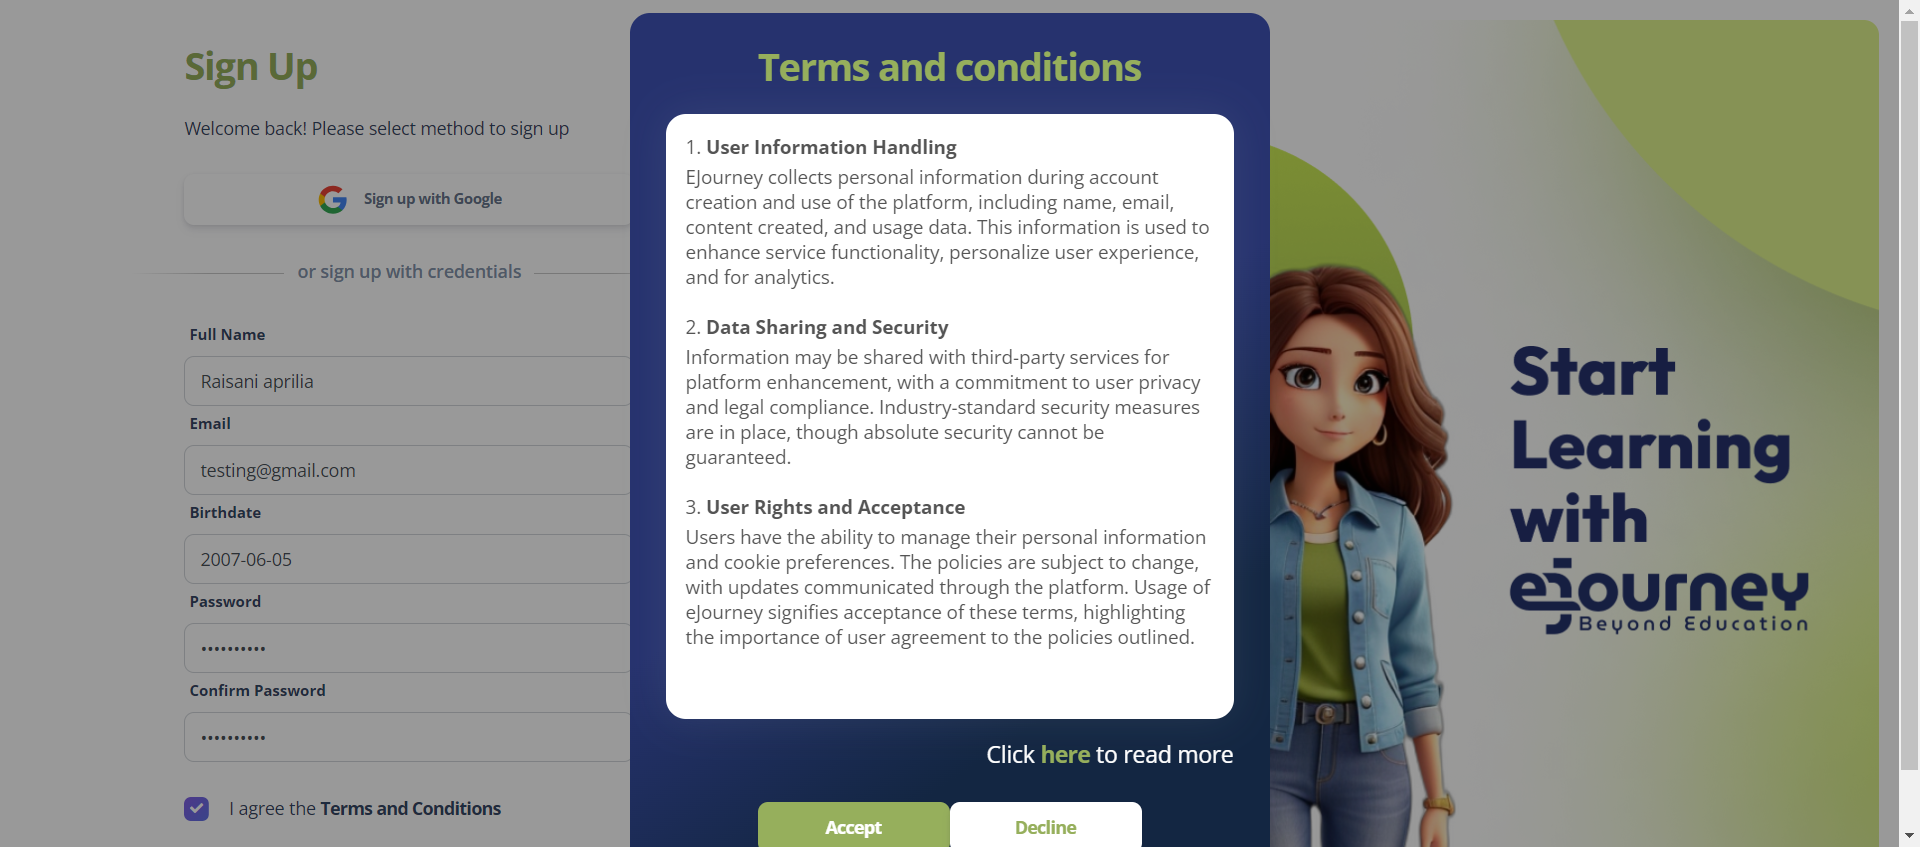 Sign Up
Welcome back! Please select method to sign up
Sign up with Google
or sign up with credentials
Full Name
Raisani aprilia
Email
testing@gmail.com
Birthdate
2007-06-05
Password
••••••••••
Confirm Password
••••••••••
I agree the Terms and Conditions
Terms and conditions
1. User Information Handling
EJourney collects personal information during account
creation and use of the platform, including name, email,
content created, and usage data. This information is used to
enhance service functionality, personalize user experience,
and for analytics.
2. Data Sharing and Security
Information may be shared with third-party services for
platform enhancement, with a commitment to user privacy
and legal compliance. Industry-standard security measures
are in place, though absolute security cannot be
guaranteed.
3. User Rights and Acceptance
Users have the ability to manage their personal information
and cookie preferences. The policies are subject to change,
with updates communicated through the platform. Usage of
eJourney signifies acceptance of these terms, highlighting
the importance of user agreement to the policies outlined.
Click here to read more
Accept
Decline
Start
Learning
with
eJourney
Beyond Education